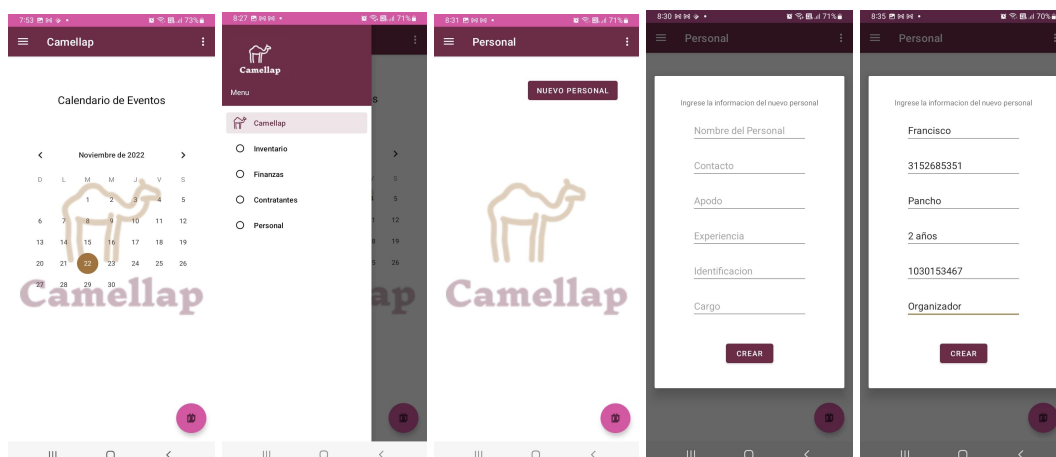 7:53 73%
Camellap
Calendario de Eventos
Noviembre de 2022
D L M M J V S
1 2 3 4 5
6 7 8 9 10 11 12
13 14 15 16 17 18 19
20 21 22 23 24 25 26
27 28 29 30
Camellap
8:27 71%
Camellap
Menu
Camellap
Inventario
Finanzas
Contratantes
Personal
s
S
5
12
19
26
ap
8:31 71%
Personal
NUEVO PERSONAL
Camellap
8:30 71%
Personal
Ingrese la informacion del nuevo personal
Nombre del Personal
Contacto
Apodo
Experiencia
Identificacion
Cargo
CREAR
8:35 70%
Personal
Ingrese la informacion del nuevo personal
Francisco
3152685351
Pancho
2 años
1030153467
Organizador
CREAR